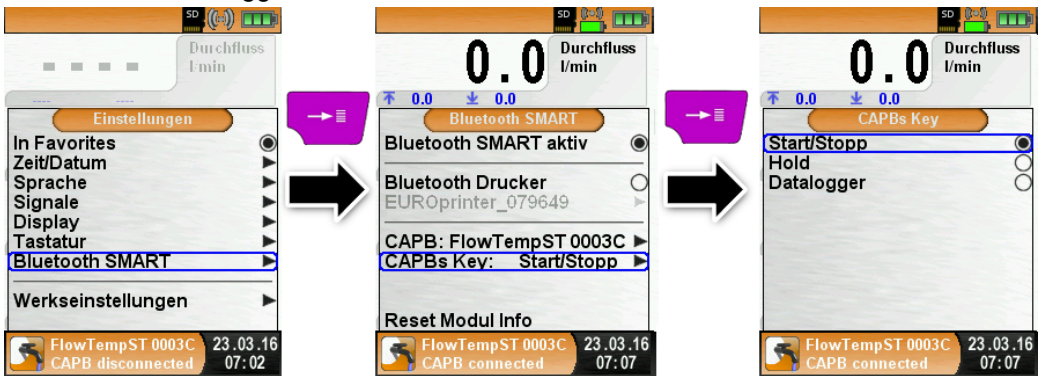 gg
SD
Durchfluss
l/min
---- ----
Einstellungen
In Favorites
Zeit/Datum
Sprache
Signale
Display
Tastatur
Bluetooth SMART
Werkseinstellungen
FlowTempST 0003C 23.03.16
CAPB disconnected 07:02
SD
0.0 Durchfluss
l/min
0.0 0.0
Bluetooth SMART
Bluetooth SMART aktiv
Bluetooth Drucker
EUROprinter_079649
CAPB: FlowTempST 0003C
CAPBs Key: Start/Stopp
Reset Modul Info
FlowTempST 0003C 23.03.16
CAPB connected 07:07
SD
0.0 Durchfluss
l/min
0.0 0.0
CAPBs Key
Start/Stopp
Hold
Datalogger
FlowTempST 0003C 23.03.16
CAPB connected 07:07